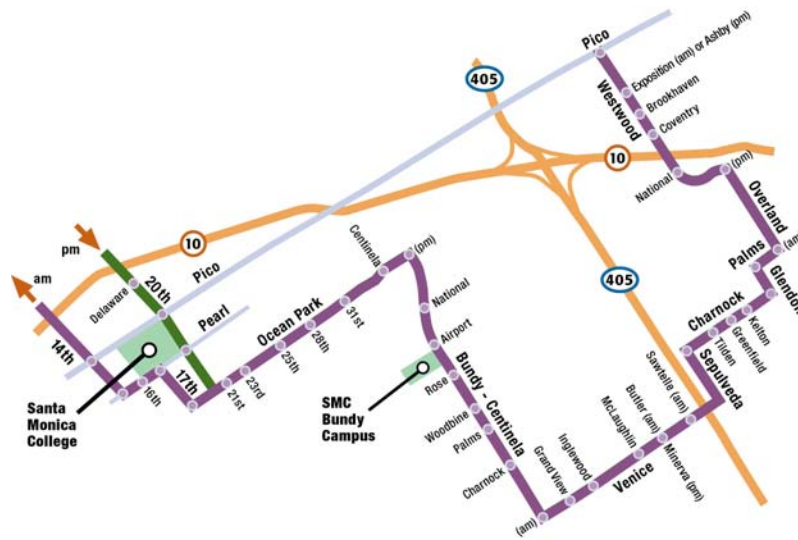 Pico
Exposition (am) or Ashby (pm)
Brookhaven
Coventry
Westwood
405
10
National
(pm)
Overland
(am
Palms
Glendon
Charnock
Kelton
Greenfield
Tilden
405
Sepulveda
Sawtelle (am)
Butler (am)
McLaughlin
Minerva (pm)
Venice
Inglewood
Grand View
(am)
Charnock
Palms
Woodbine
Rose
Bundy - Centinela
Airport
National
(pm)
Centinela
Ocean Park
31st
28th
25th
23rd
21st
17th
16th
14th
Pearl
20th
Delaware
Pico
10
pm
am
Santa
Monica
College
SMC
Bundy
Campus